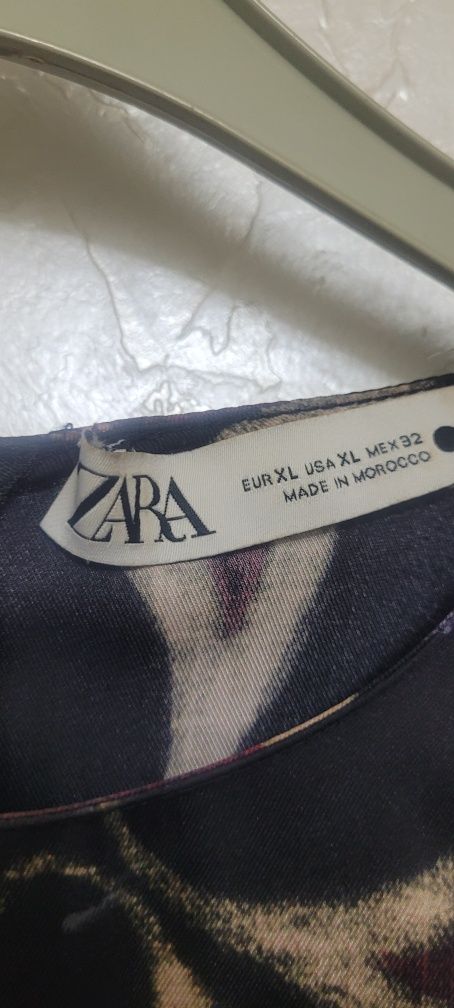 ZARA
EUR XL USA XL MEX 32
MADE IN MOROCCO